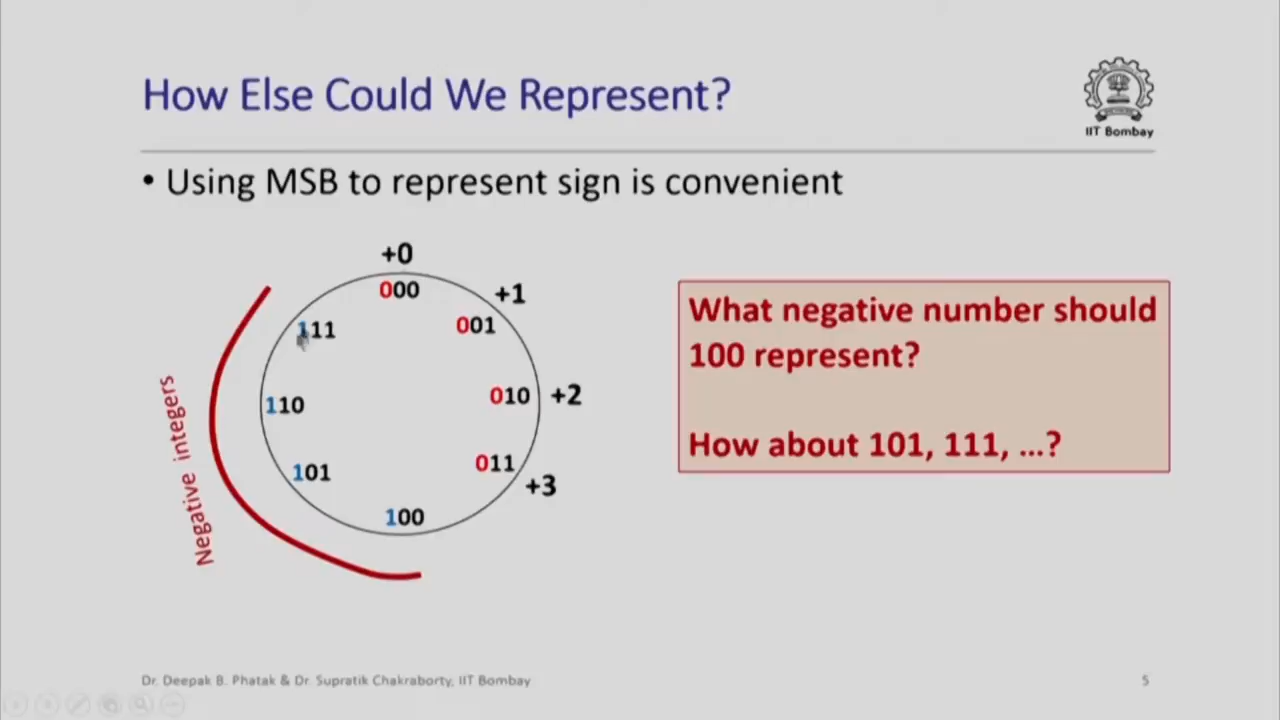 How Else Could We Represent?
IIT Bombay
• Using MSB to represent sign is convenient
+0
000
+1
111
001
110
010
+2
101
011
+3
100
Negative integers
What negative number should
100 represent?
How about 101, 111, ...?
Dr. Deepak B. Phatak & Dr. Supratik Chakraborty, IIT Bombay
5